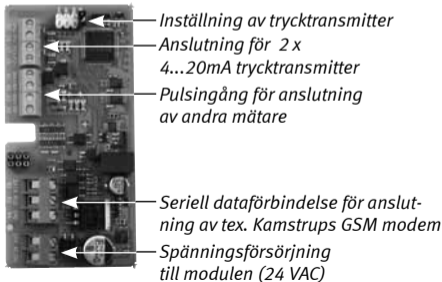 Inställning av trycktransmitter
Anslutning för 2 x
4...20mA trycktransmitter
Pulsingång för anslutning
av andra mätare
Seriell dataförbindelse för anslut-
ning av tex. Kamstrups GSM modem
Spänningsförsörjning
till modulen (24 VAC)